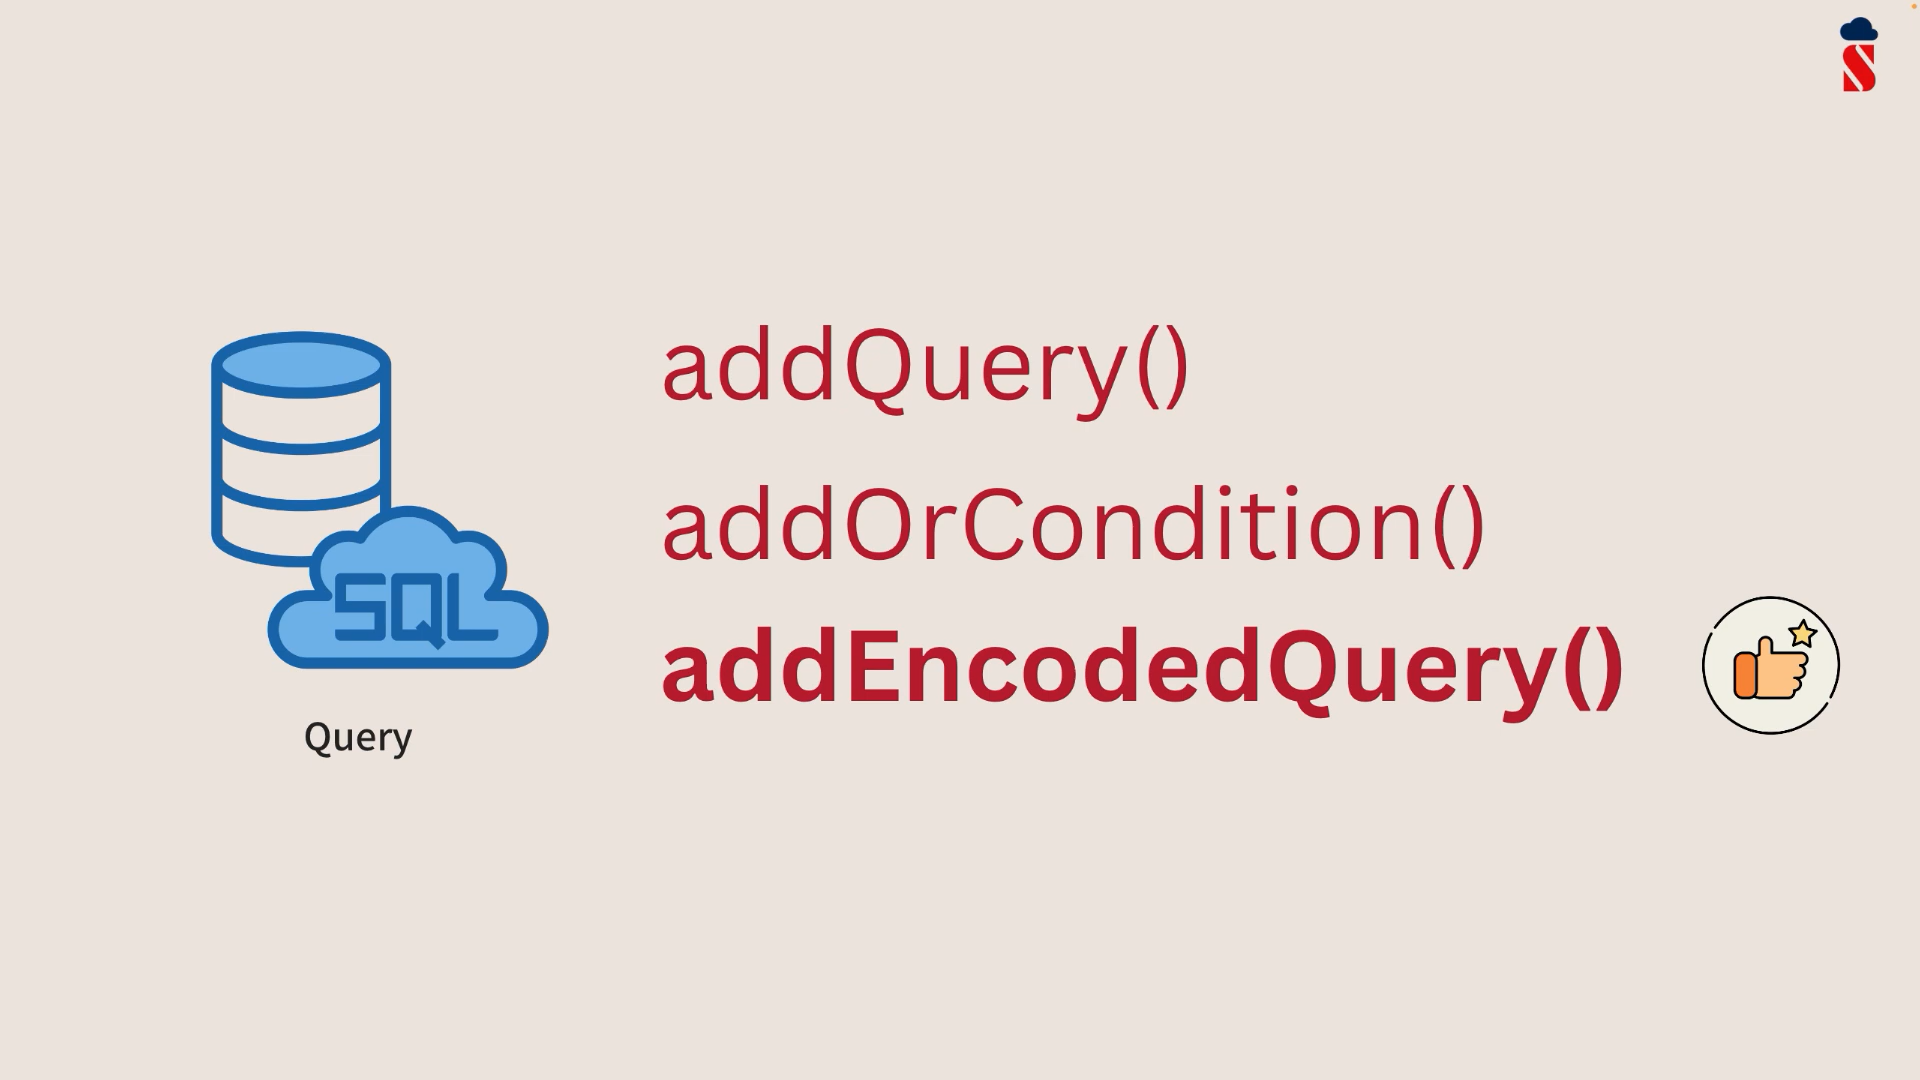 addQuery()
addOrCondition()
addEncodedQuery()
SQL
Query
S